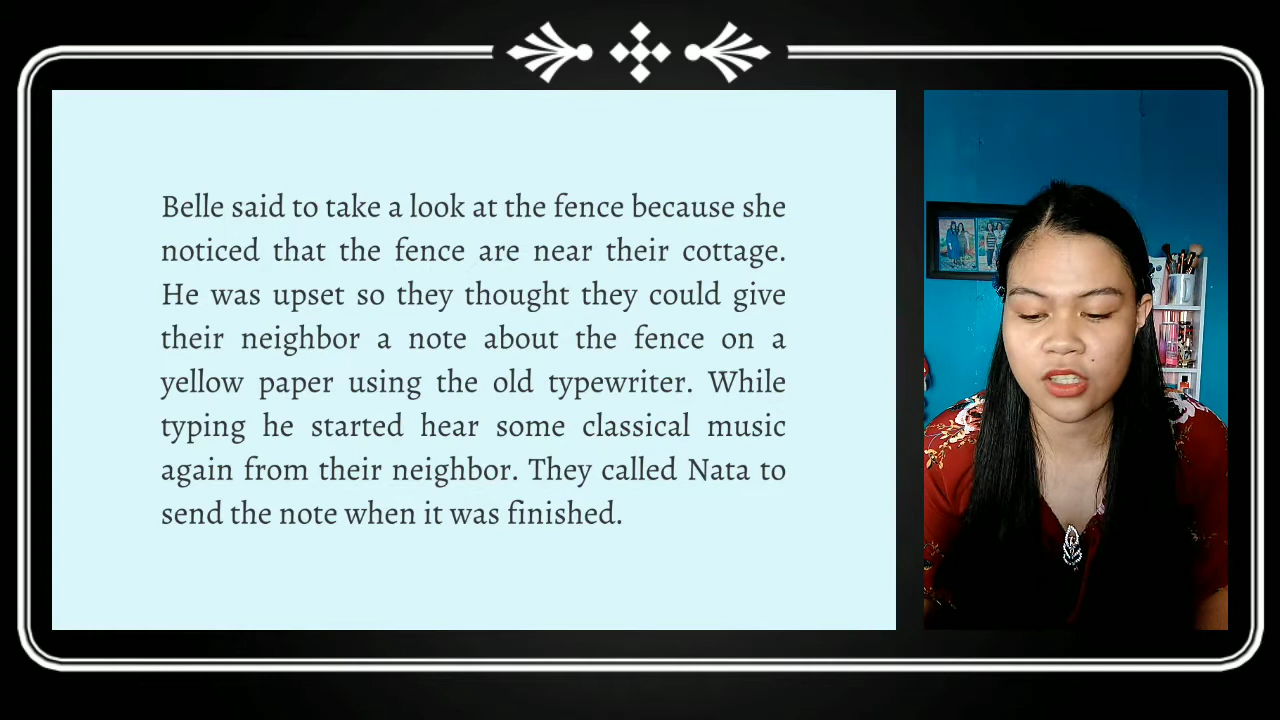 Belle said to take a look at the fence because she
noticed that the fence are near their cottage.
He was upset so they thought they could give
their neighbor a note about the fence on a
yellow paper using the old typewriter. While
typing he started hear some classical music
again from their neighbor. They called Nata to
send the note when it was finished.